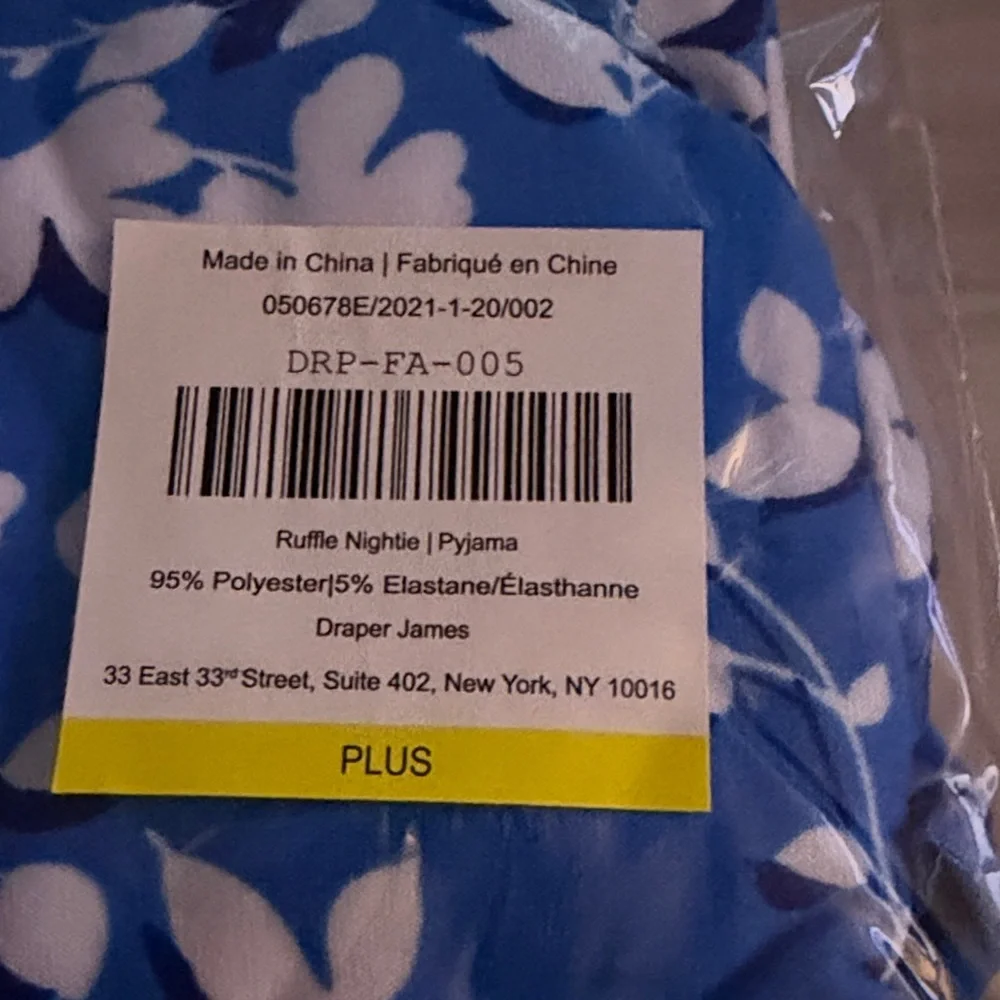 Made in China | Fabriqué en Chine
050678E/2021-1-20/002
DRP-FA-005
Ruffle Nightie | Pyjama
95% Polyester|5% Elastane/Élasthanne
Draper James
33 East 33rd Street, Suite 402, New York, NY 10016
PLUS